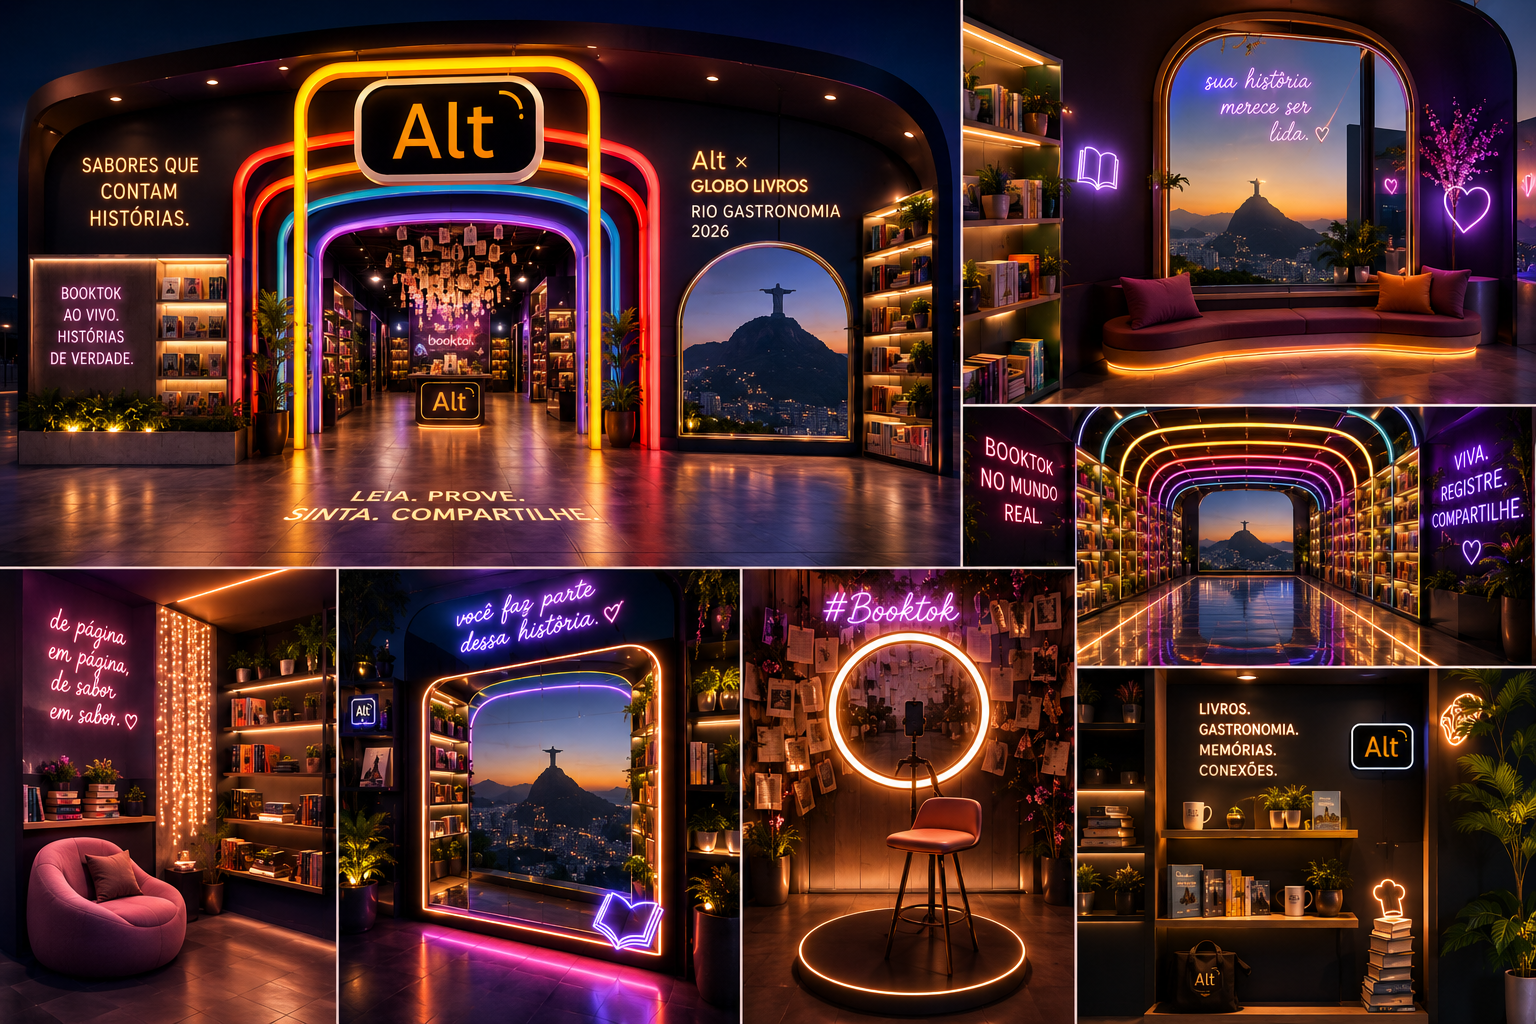 Alt
SABORES QUE
CONTAM
HISTÓRIAS.
BOOKTOK
AO VIVO.
HISTÓRIAS
DE VERDADE.
booktok
Alt
Alt ×
GLOBO LIVROS
RIO GASTRONOMIA
2026
LEIA. PROVE.
SINTA. COMPARTILHE.
sua história
merece ser
lida.
BOOKTOK
NO MUNDO
REAL.
VIVA.
REGISTRE.
COMPARTILHE.
de página
em página,
de sabor
em sabor.
você faz parte
dessa história.
Alt
#Booktok
LIVROS.
GASTRONOMIA.
MEMÓRIAS.
CONEXÕES.
Alt
Alt